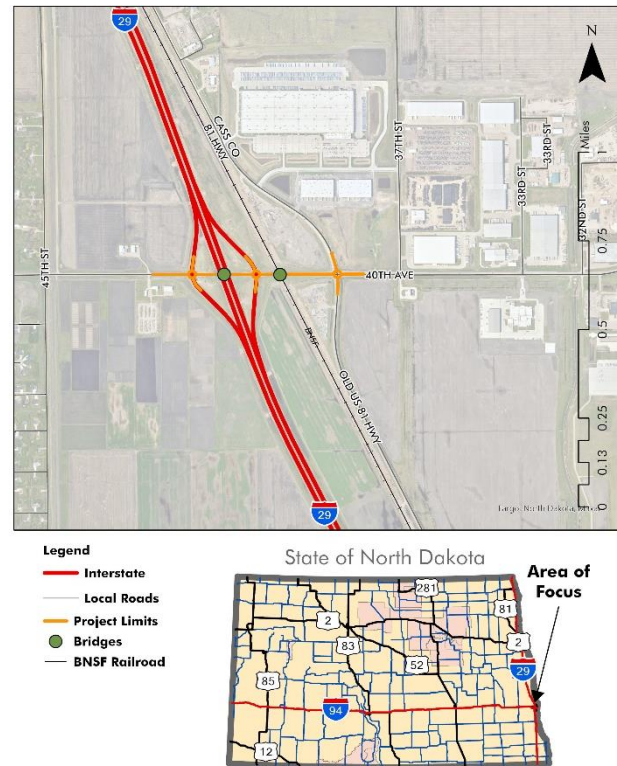 29
N
CASS CO
81 HWY
37TH ST
33RD ST
33RD ST
32ND ST
Miles
1
0.75
45TH ST
40TH AVE
0.5
BNSF
OLD US 81 HWY
0.25
0.13
0
29
Legend
Interstate
Local Roads
Project Limits
Bridges
BNSF Railroad
State of North Dakota
Area of
Focus
281
81
2
2
83
52
29
85
94
12